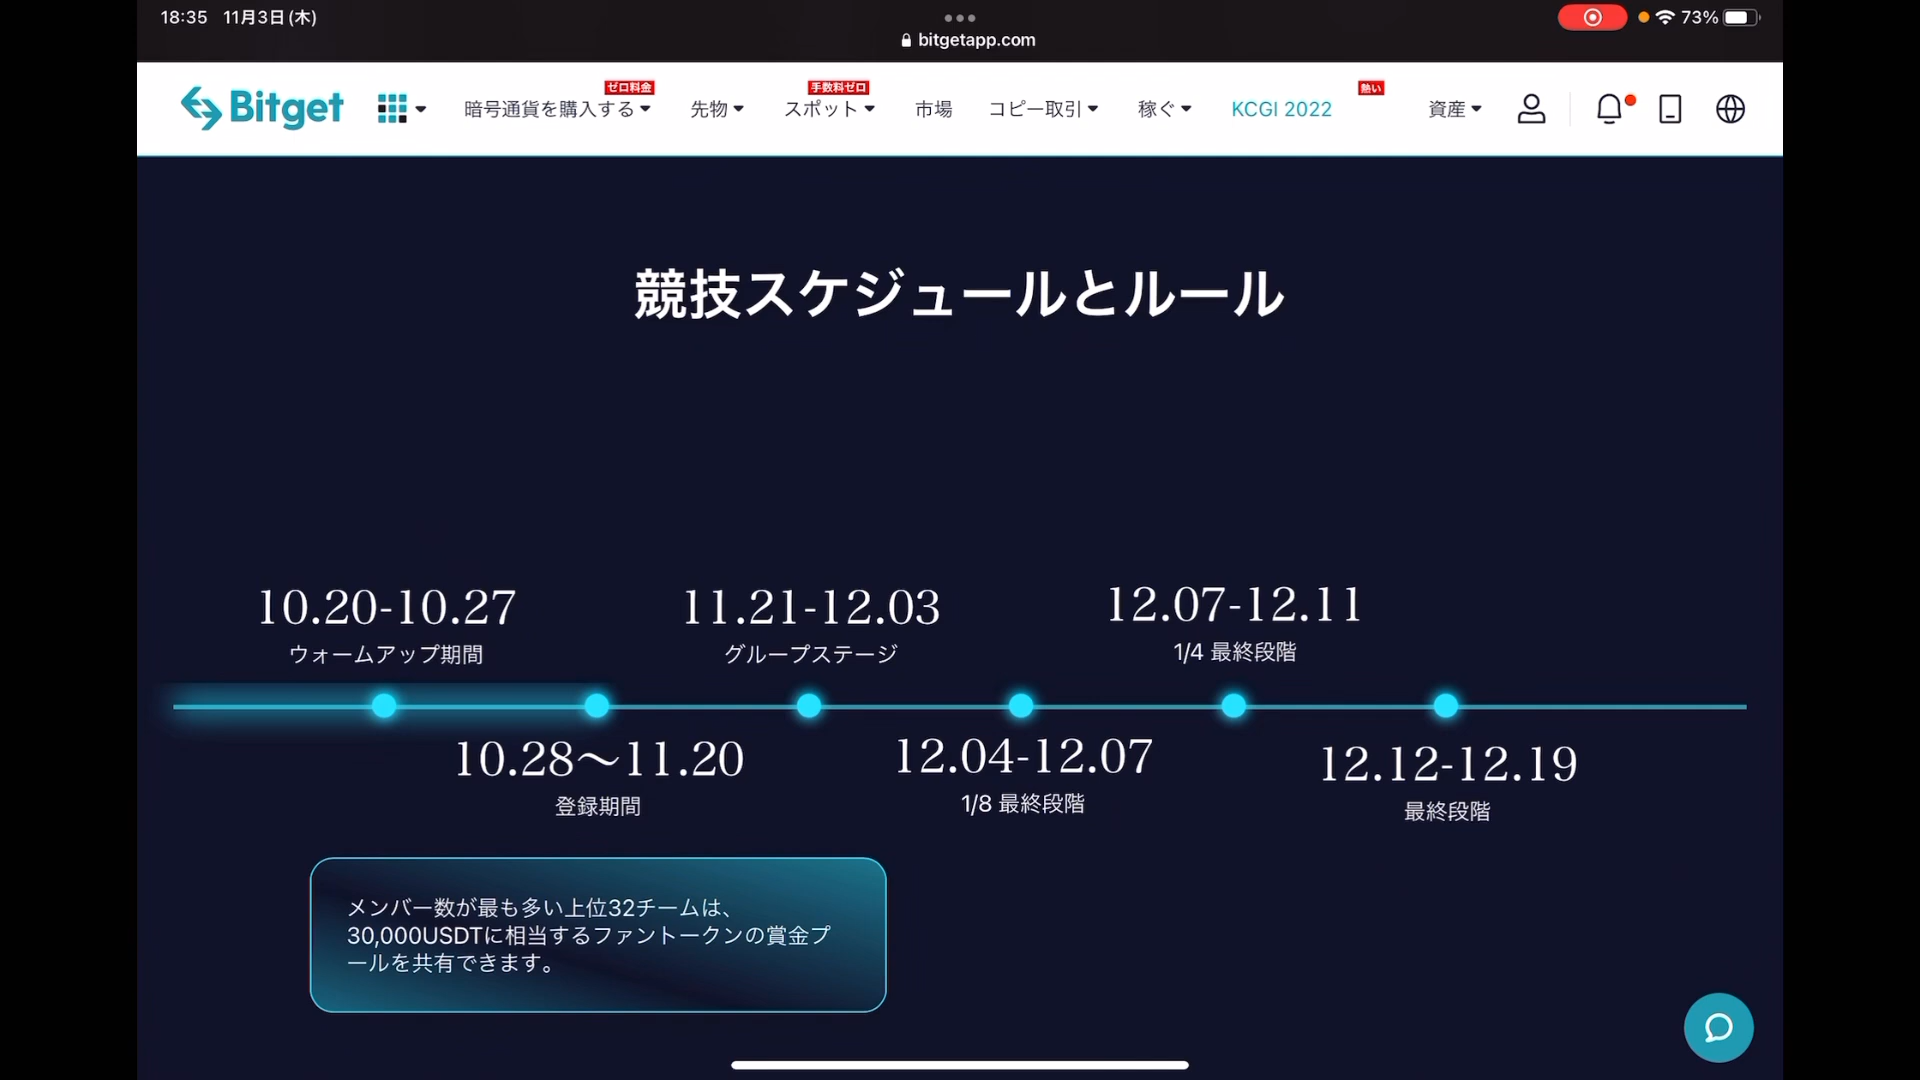 18:35 11月3日(木)
bitgetapp.com
73%
Bitget
暗号通貨を購入する
ゼロ料金
先物
スポット
手数料ゼロ
市場
コピー取引
稼ぐ
KCGI 2022
熱い
資産
競技スケジュールとルール
10.20-10.27
ウォームアップ期間
11.21-12.03
グループステージ
12.07-12.11
1/4 最終段階
10.28〜11.20
登録期間
12.04-12.07
1/8 最終段階
12.12-12.19
最終段階
メンバー数が最も多い上位32チームは、
30,000USDTに相当するファントークンの賞金プ
ールを共有できます。